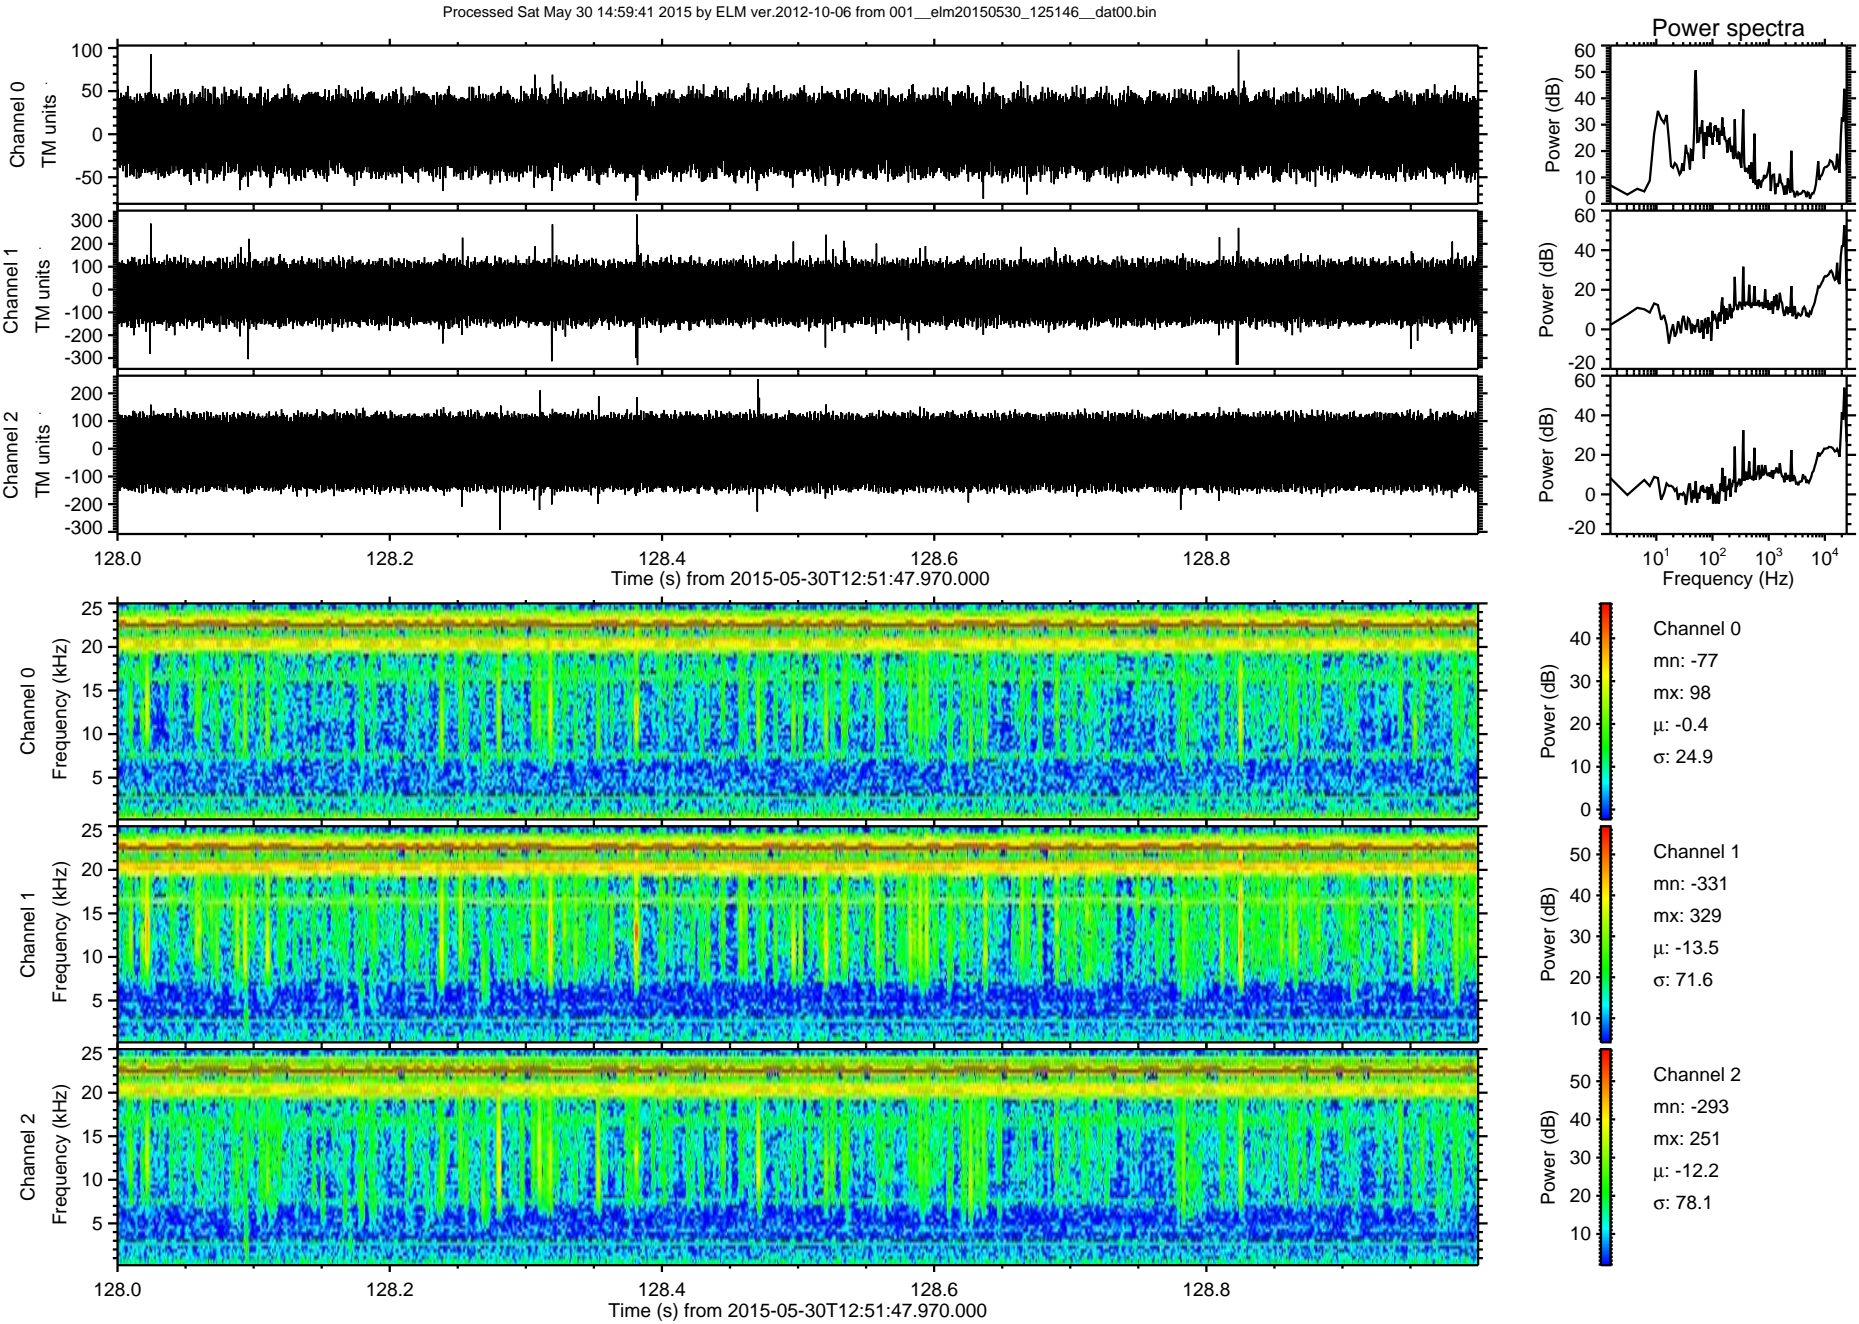 Processed Sat May 30 14:59:41 2015 by ELM ver.2012-10-06 from 001__elm20150530_125146__dat00.bin
Power spectra
Channel 0
TM units
100
50
0
-50
Power (dB)
60
50
40
30
20
10
0
Channel 1
TM units
300
200
100
0
-100
-200
-300
Power (dB)
60
40
20
0
-20
Channel 2
TM units
200
100
0
-100
-200
-300
Power (dB)
60
40
20
0
-20
128.0 128.2 128.4 128.6 128.8
Time (s) from 2015-05-30T12:51:47.970.000
10¹ 10² 10³ 10⁴
Frequency (Hz)
Channel 0
Frequency (kHz)
25
20
15
10
5
Power (dB)
40
30
20
10
0
Channel 0
mn: -77
mx: 98
μ: -0.4
σ: 24.9
Channel 1
Frequency (kHz)
25
20
15
10
5
Power (dB)
50
40
30
20
10
Channel 1
mn: -331
mx: 329
μ: -13.5
σ: 71.6
Channel 2
Frequency (kHz)
25
20
15
10
5
Power (dB)
50
40
30
20
10
Channel 2
mn: -293
mx: 251
μ: -12.2
σ: 78.1
128.0 128.2 128.4 128.6 128.8
Time (s) from 2015-05-30T12:51:47.970.000